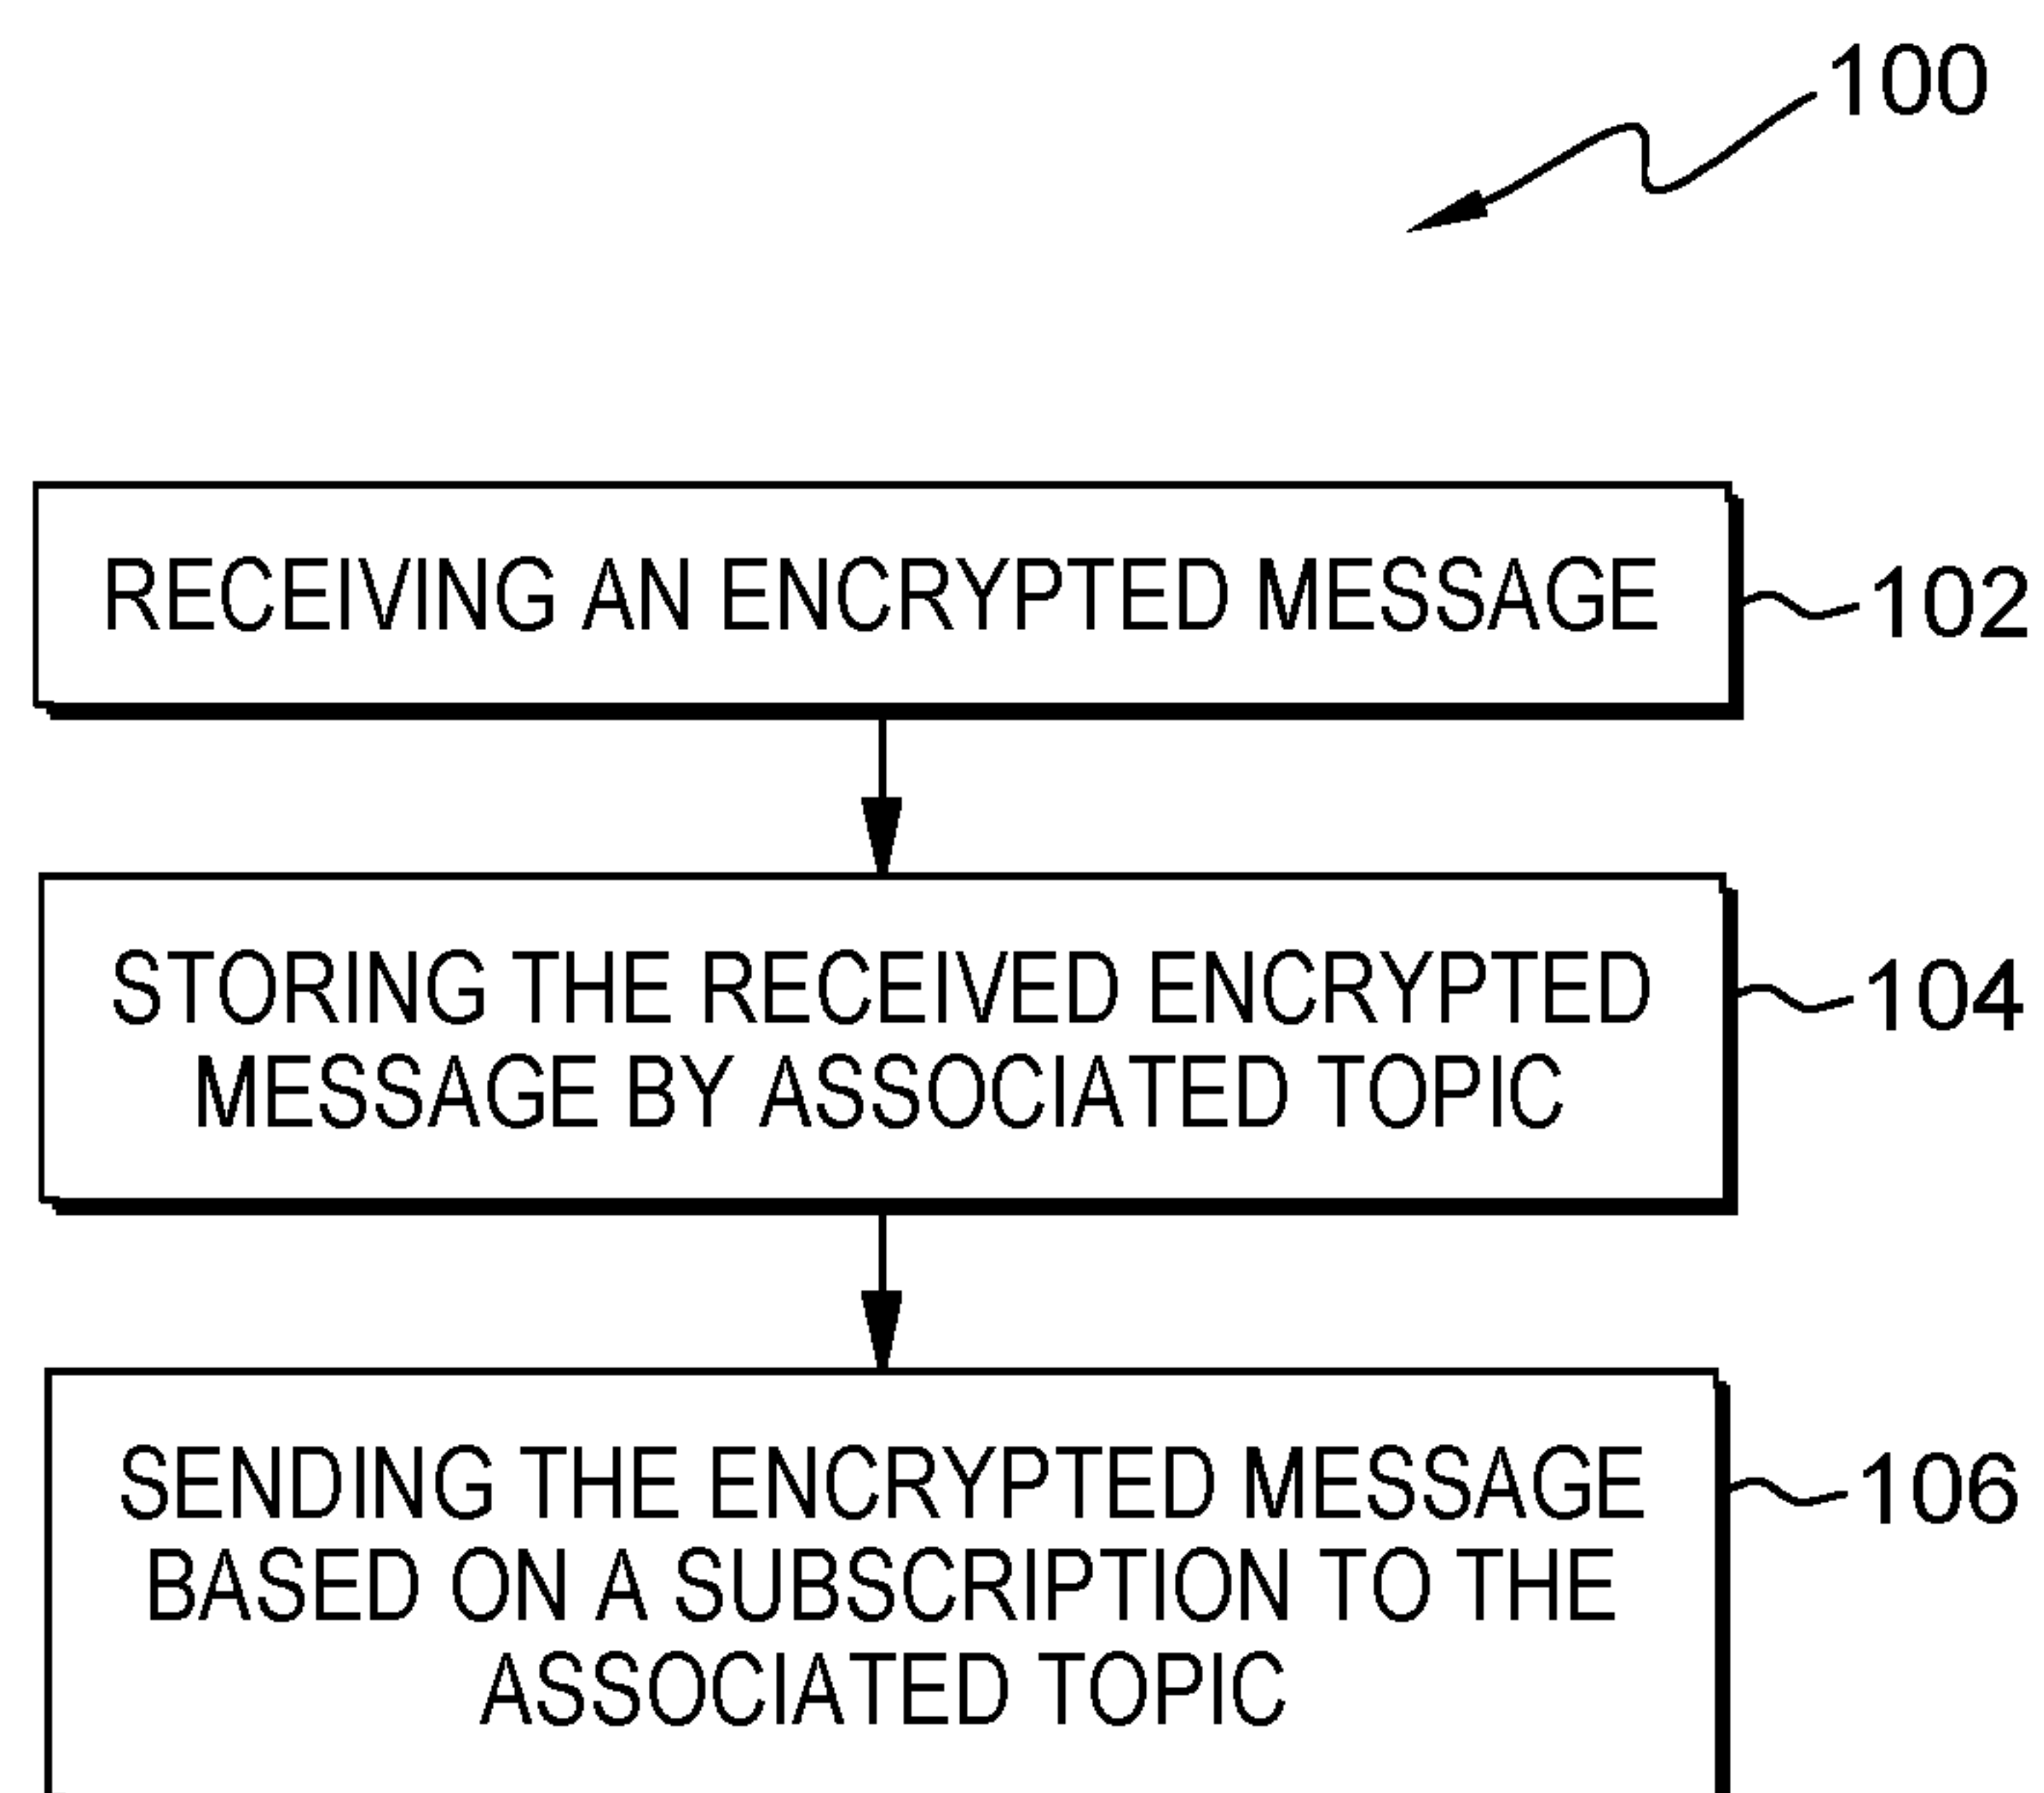 100
RECEIVING AN ENCRYPTED MESSAGE
102
STORING THE RECEIVED ENCRYPTED
MESSAGE BY ASSOCIATED TOPIC
104
SENDING THE ENCRYPTED MESSAGE
BASED ON A SUBSCRIPTION TO THE
ASSOCIATED TOPIC
106